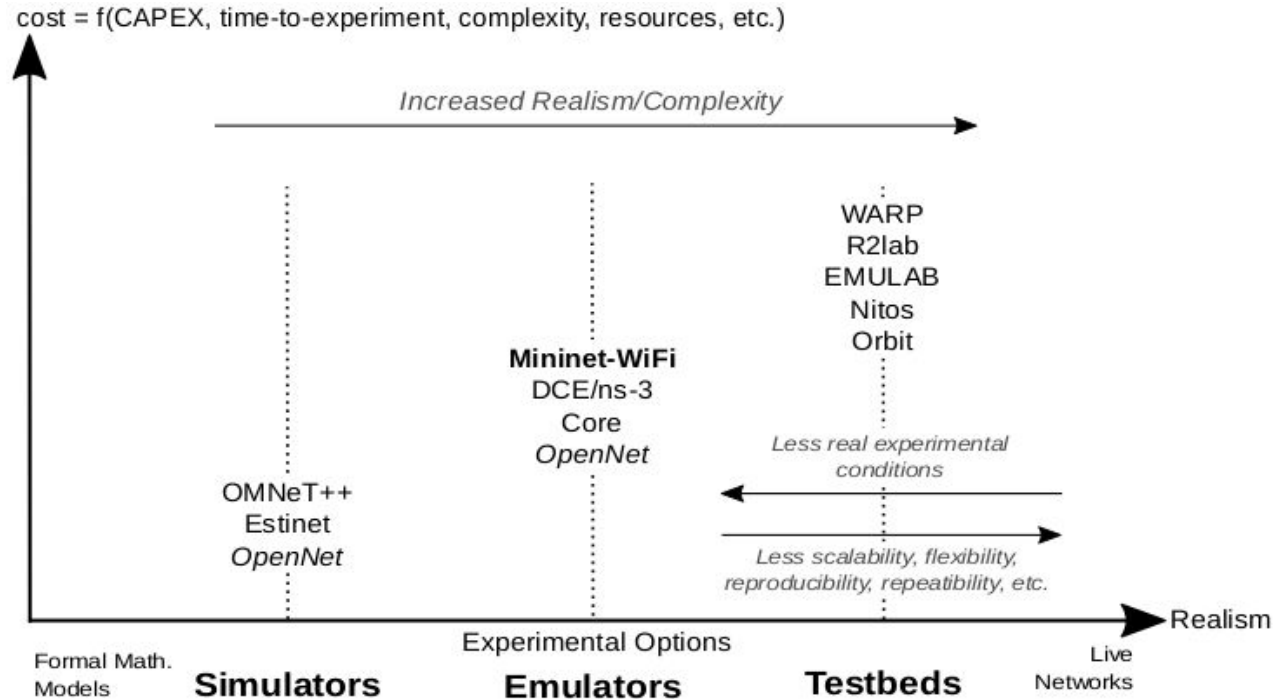 cost = f(CAPEX, time-to-experiment, complexity, resources, etc.)
Increased Realism/Complexity
WARP
R2lab
EMULAB
Nitos
Orbit
Mininet-WiFi
DCE/ns-3
Core
OpenNet
Less real experimental
conditions
OMNeT++
Estinet
OpenNet
Less scalability, flexibility,
reproducibility, repeatibility, etc.
Realism
Experimental Options
Formal Math.
Models
Simulators
Emulators
Testbeds
Live
Networks